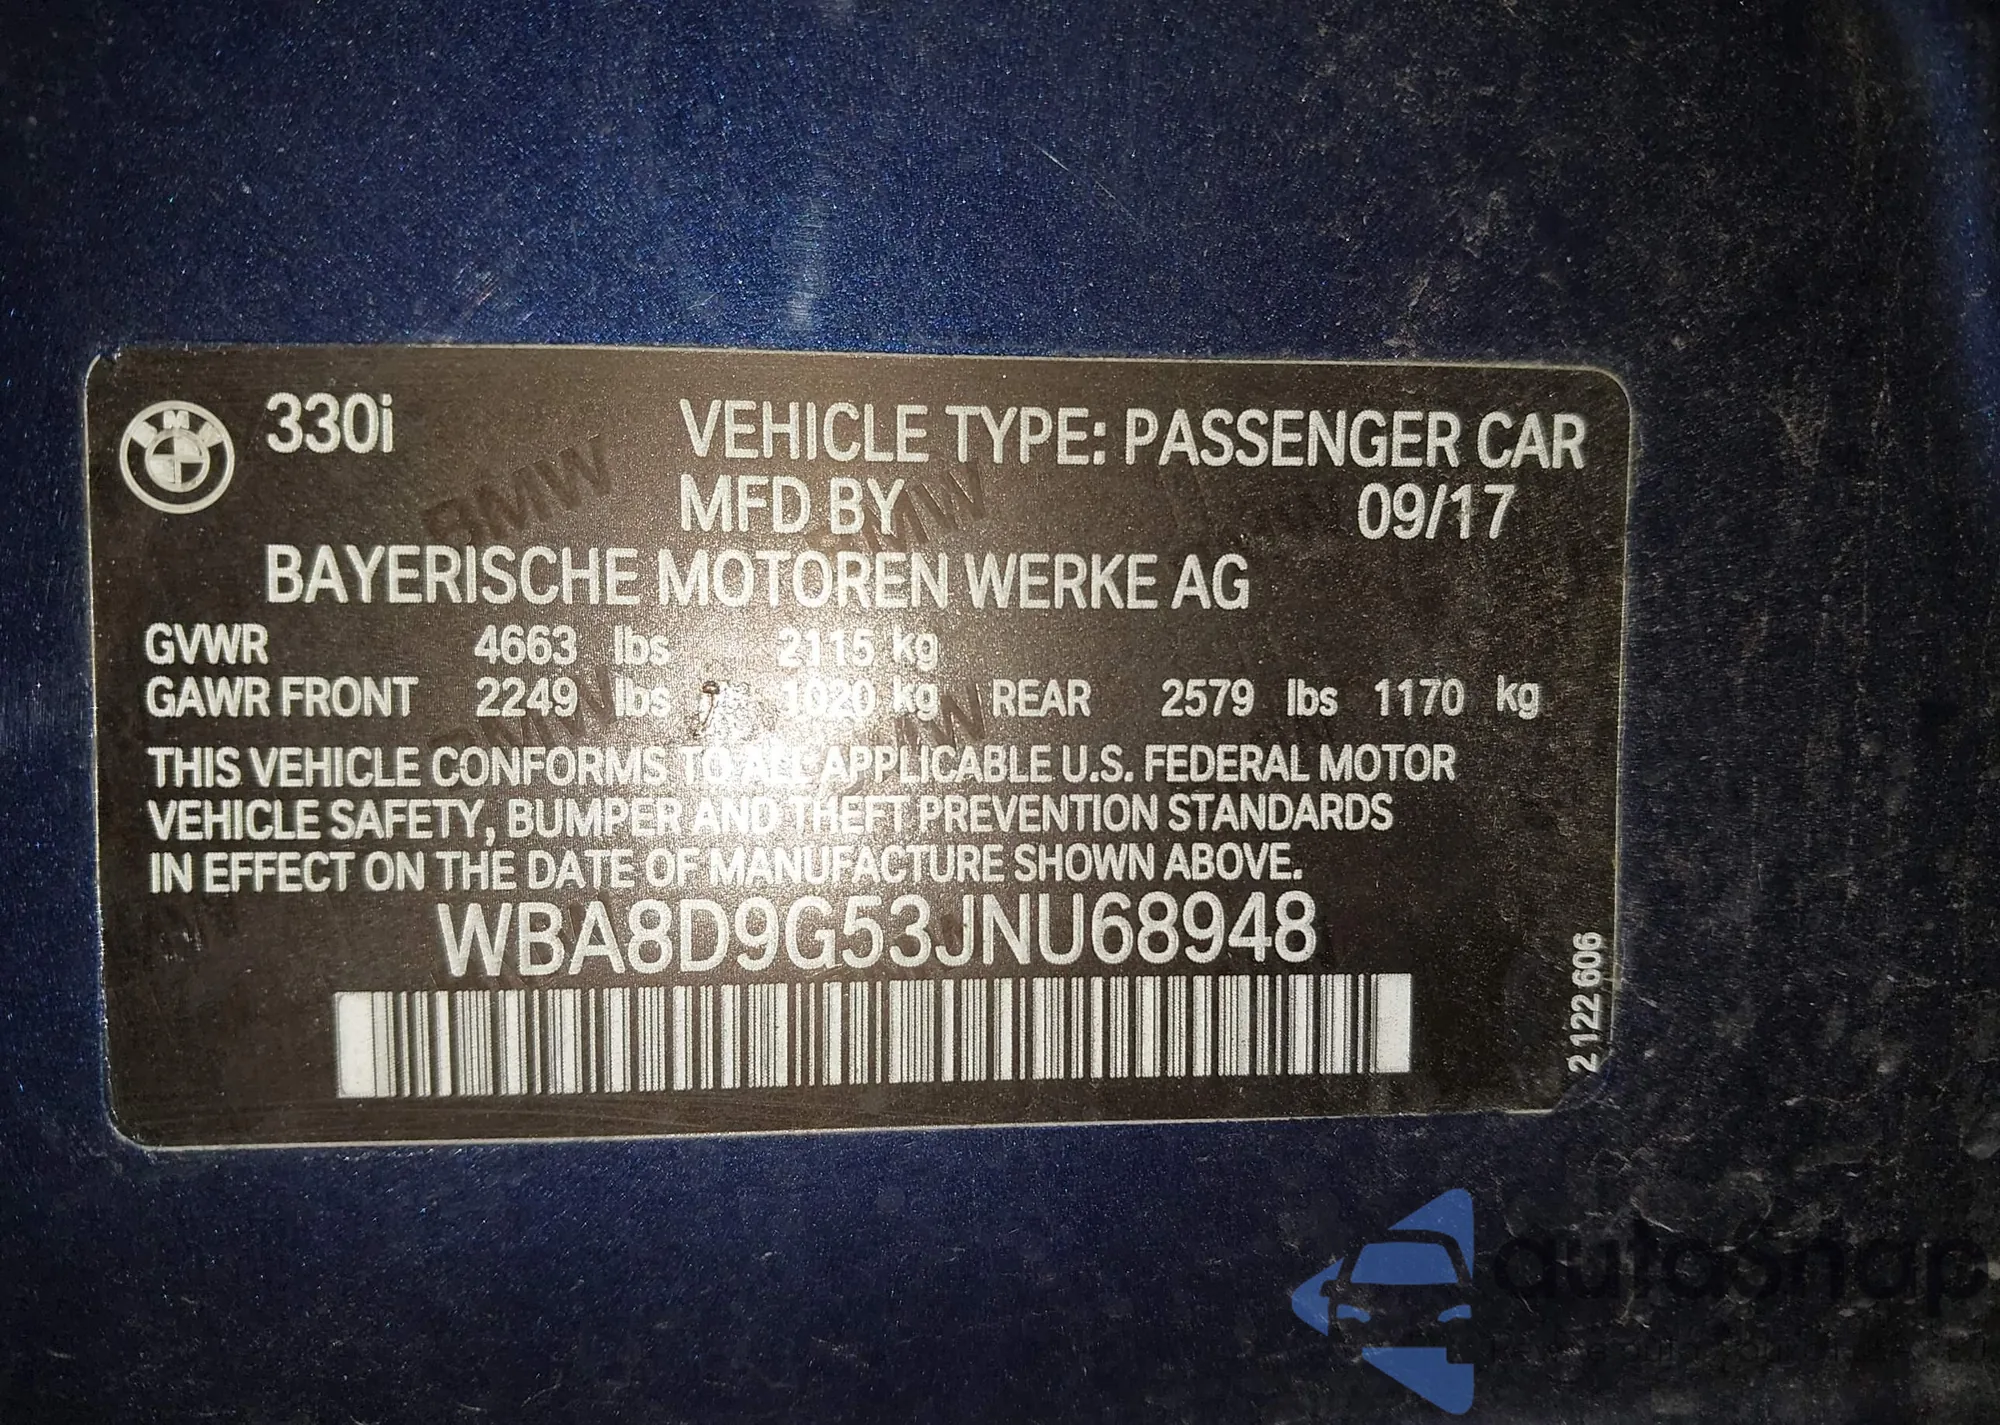 330i
VEHICLE TYPE: PASSENGER CAR
MFD BY 09/17
BAYERISCHE MOTOREN WERKE AG
GVWR 4663 lbs 2115 kg
GAWR FRONT 2249 lbs 1020 kg REAR 2579 lbs 1170 kg
THIS VEHICLE CONFORMS TO ALL APPLICABLE U.S. FEDERAL MOTOR
VEHICLE SAFETY, BUMPER AND THEFT PREVENTION STANDARDS
IN EFFECT ON THE DATE OF MANUFACTURE SHOWN ABOVE.
WBA8D9G53JNU68948
2122 606
autoSnap